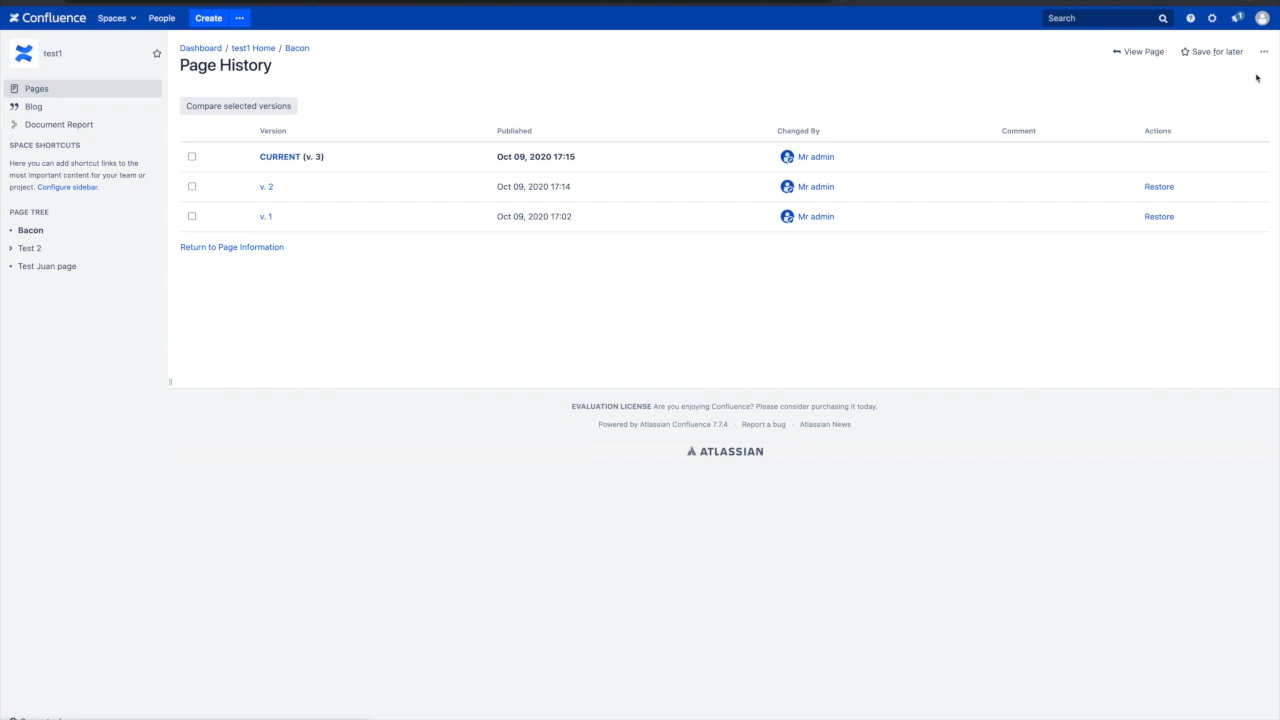 Confluence Spaces People Create Search 1
test1
Pages
Blog
Document Report
SPACE SHORTCUTS
Here you can add shortcut links to the
most important content for your team or
project. Configure sidebar.
PAGE TREE
Bacon
Test 2
Test Juan page
Dashboard / test1 Home / Bacon
Page History
View Page Save for later
Compare selected versions
Version Published Changed By Comment Actions
CURRENT (v. 3) Oct 09, 2020 17:15 Mr admin
v. 2 Oct 09, 2020 17:14 Mr admin Restore
v. 1 Oct 09, 2020 17:02 Mr admin Restore
Return to Page Information
EVALUATION LICENSE Are you enjoying Confluence? Please consider purchasing it today.
Powered by Atlassian Confluence 7.7.4 · Report a bug · Atlassian News
ATLASSIAN